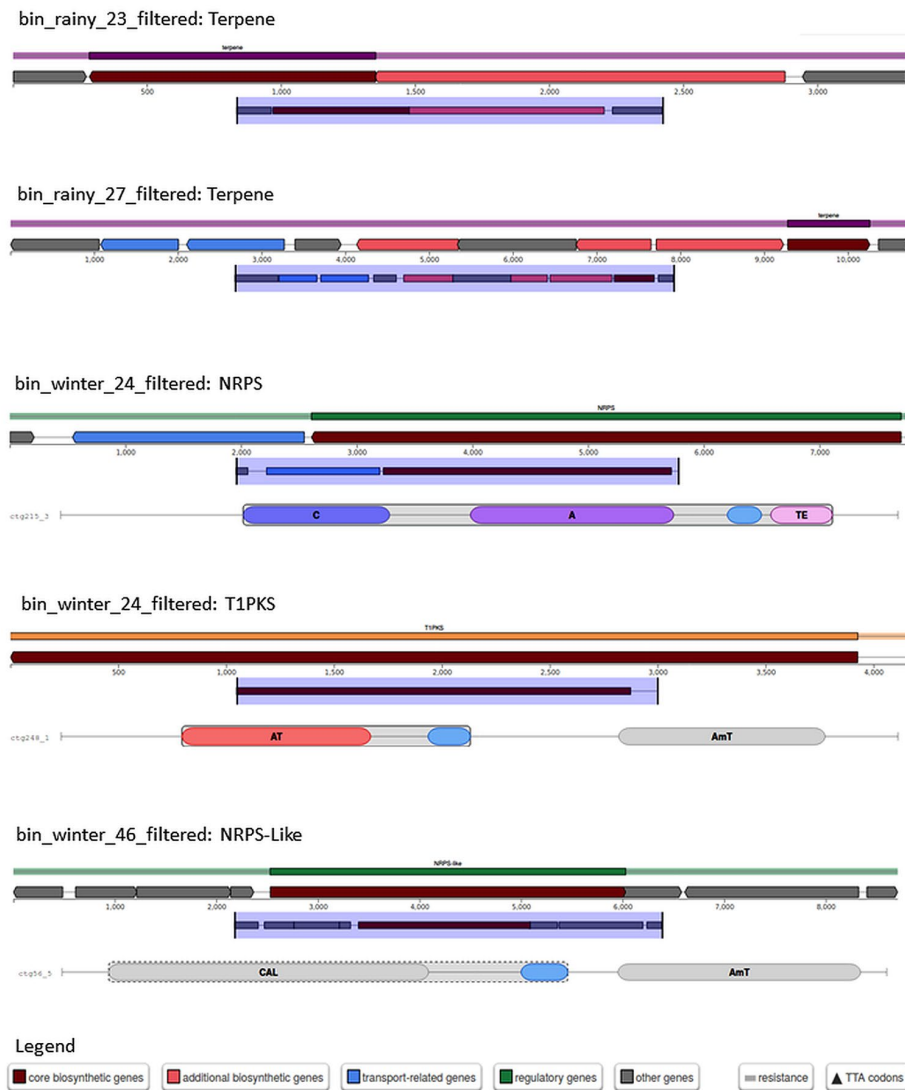 bin_rainy_23_filtered: Terpene
terpene
500 1,000 1,500 2,000 2,500 3,000
bin_rainy_27_filtered: Terpene
terpene
1,000 2,000 3,000 4,000 5,000 6,000 7,000 8,000 9,000 10,000
bin_winter_24_filtered: NRPS
NRPS
1,000 2,000 3,000 4,000 5,000 6,000 7,000
ctg215_3 C A TE
bin_winter_24_filtered: T1PKS
T1PKS
500 1,000 1,500 2,000 2,500 3,000 3,500 4,000
ctg248_1 AT AmT
bin_winter_46_filtered: NRPS-Like
NRPS-like
1,000 2,000 3,000 4,000 5,000 6,000 7,000 8,000
ctg56_5 CAL AmT
Legend
core biosynthetic genes additional biosynthetic genes transport-related genes regulatory genes other genes resistance TTA codons